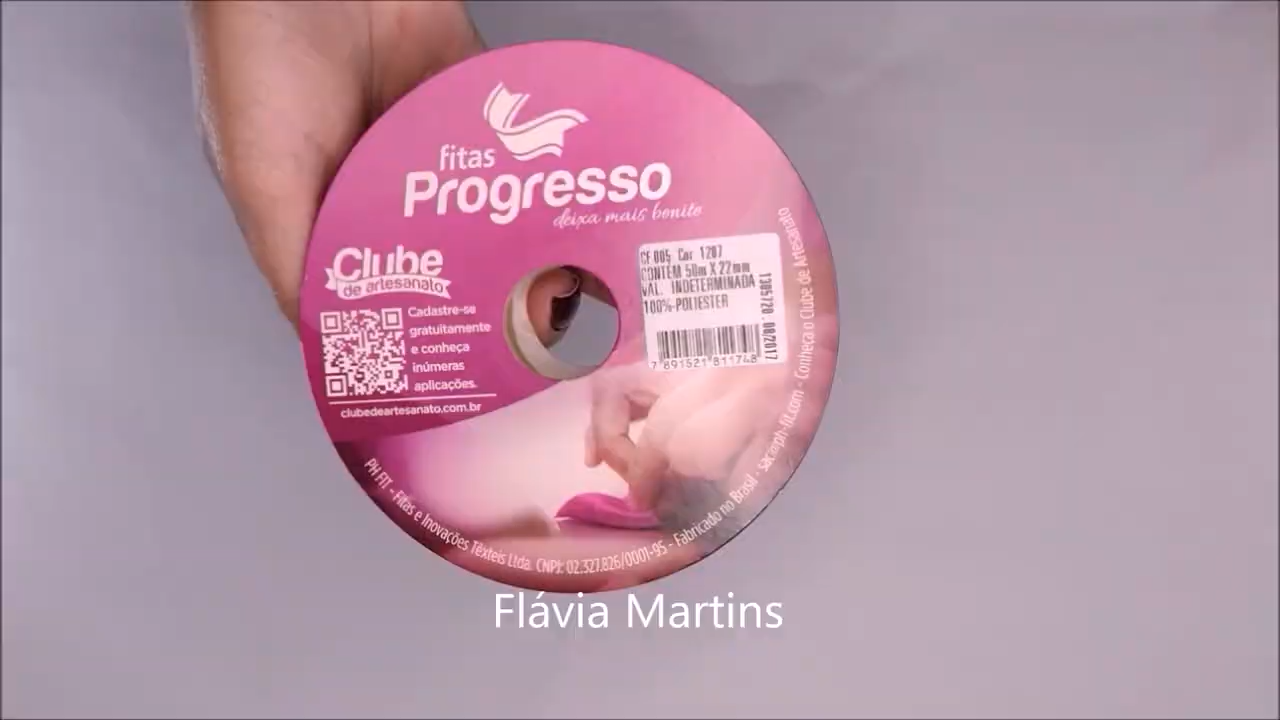 fitas
Progresso
deixa mais bonito
Clube
de artesanato
Cadastre-se
gratuitamente
e conheça
inúmeras
aplicações.
clubedeartesanato.com.br
CF 005 Cor 1207
CONTÉM 50m X 22mm
VAL. INDETERMINADA
100%-POLIESTER
7 891521 811748
1305720 . 08/2017
PH FIT - Fitas e Inovações Têxteis Ltda. CNPJ: 02.327.826/0001-95 - Fabricado no Brasil - sac@ph-fit.com - Conheça o Clube de Artesanato
Flávia Martins